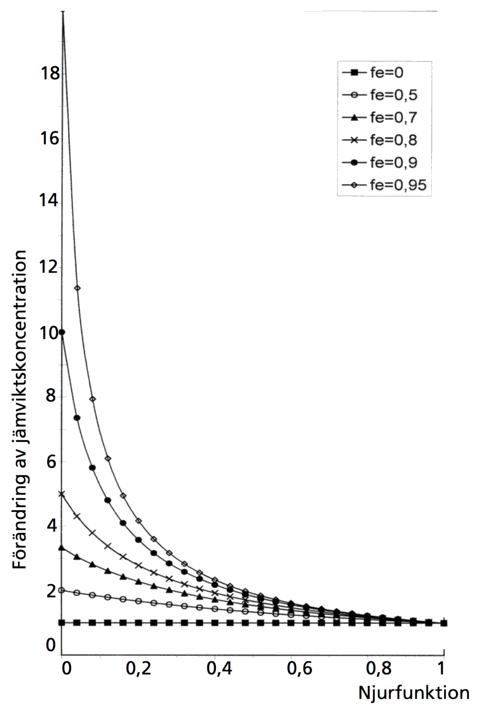 Förändring av jämviktskoncentration
18
16
14
12
10
8
6
4
2
0
fe=0
fe=0,5
fe=0,7
fe=0,8
fe=0,9
fe=0,95
0 0,2 0,4 0,6 0,8 1
Njurfunktion